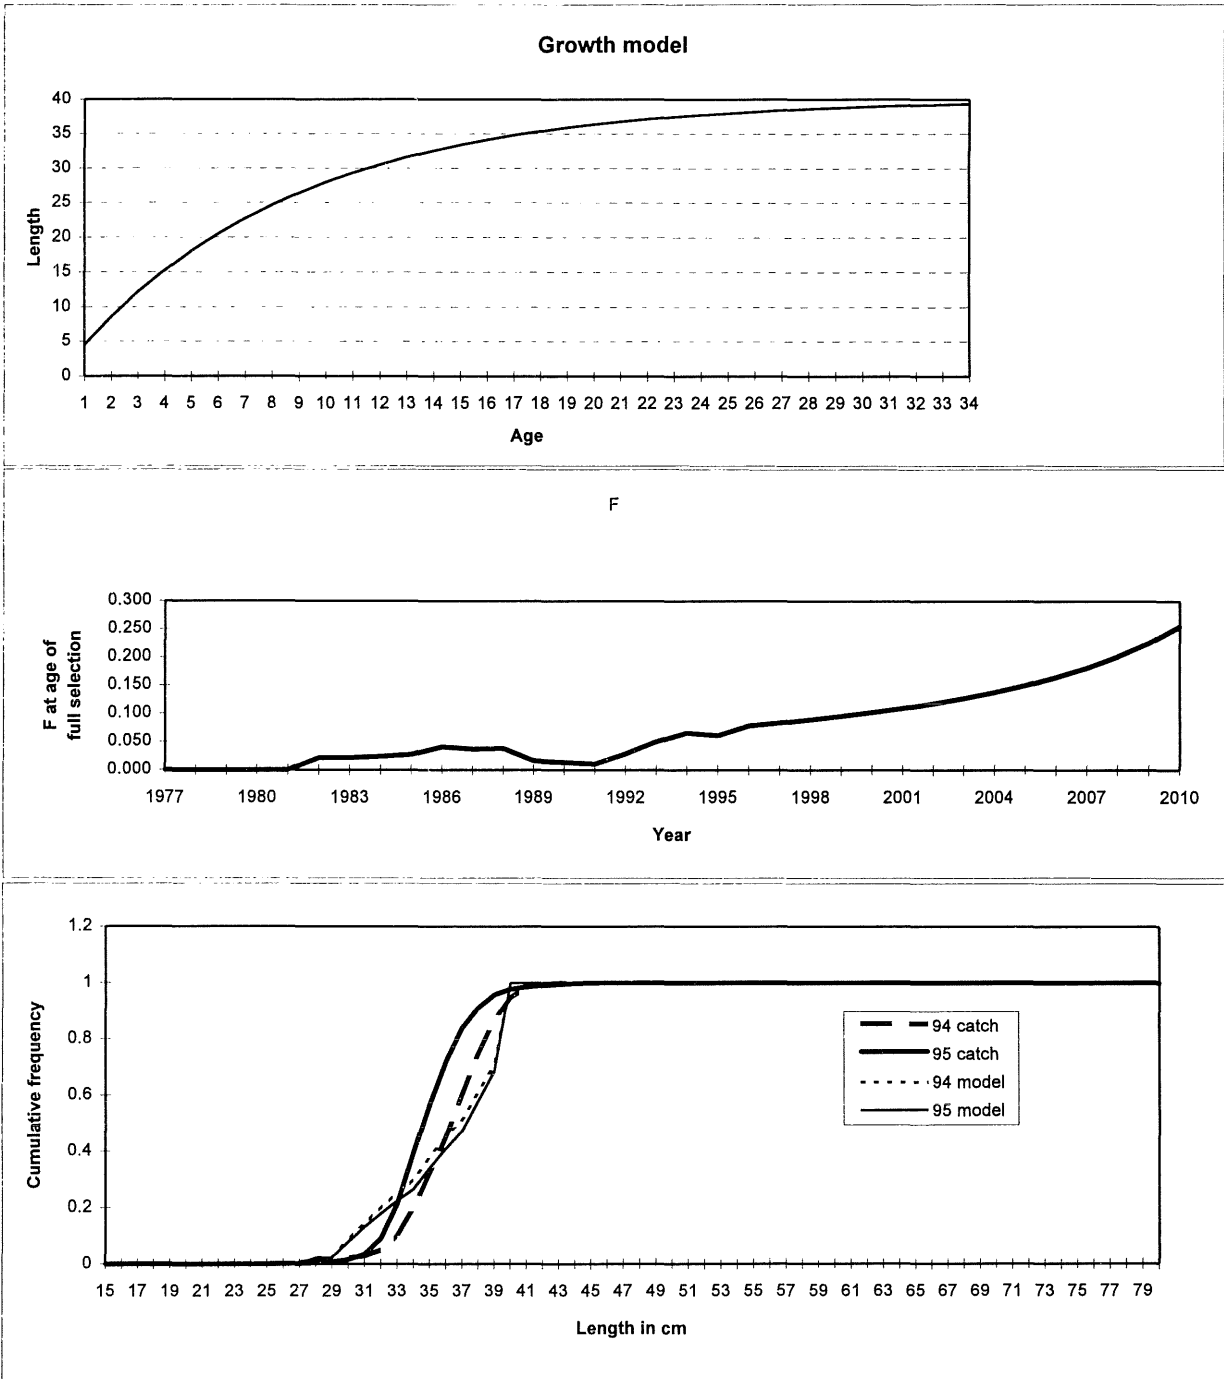 Growth model
40
35
30
25
20
15
10
5
0
Length
1 2 3 4 5 6 7 8 9 10 11 12 13 14 15 16 17 18 19 20 21 22 23 24 25 26 27 28 29 30 31 32 33 34
Age
F
0.300
0.250
0.200
0.150
0.100
0.050
0.000
F at age of
full selection
1977 1980 1983 1986 1989 1992 1995 1998 2001 2004 2007 2010
Year
1.2
1
0.8
0.6
0.4
0.2
0
Cumulative frequency
94 catch
95 catch
94 model
95 model
15 17 19 21 23 25 27 29 31 33 35 37 39 41 43 45 47 49 51 53 55 57 59 61 63 65 67 69 71 73 75 77 79
Length in cm